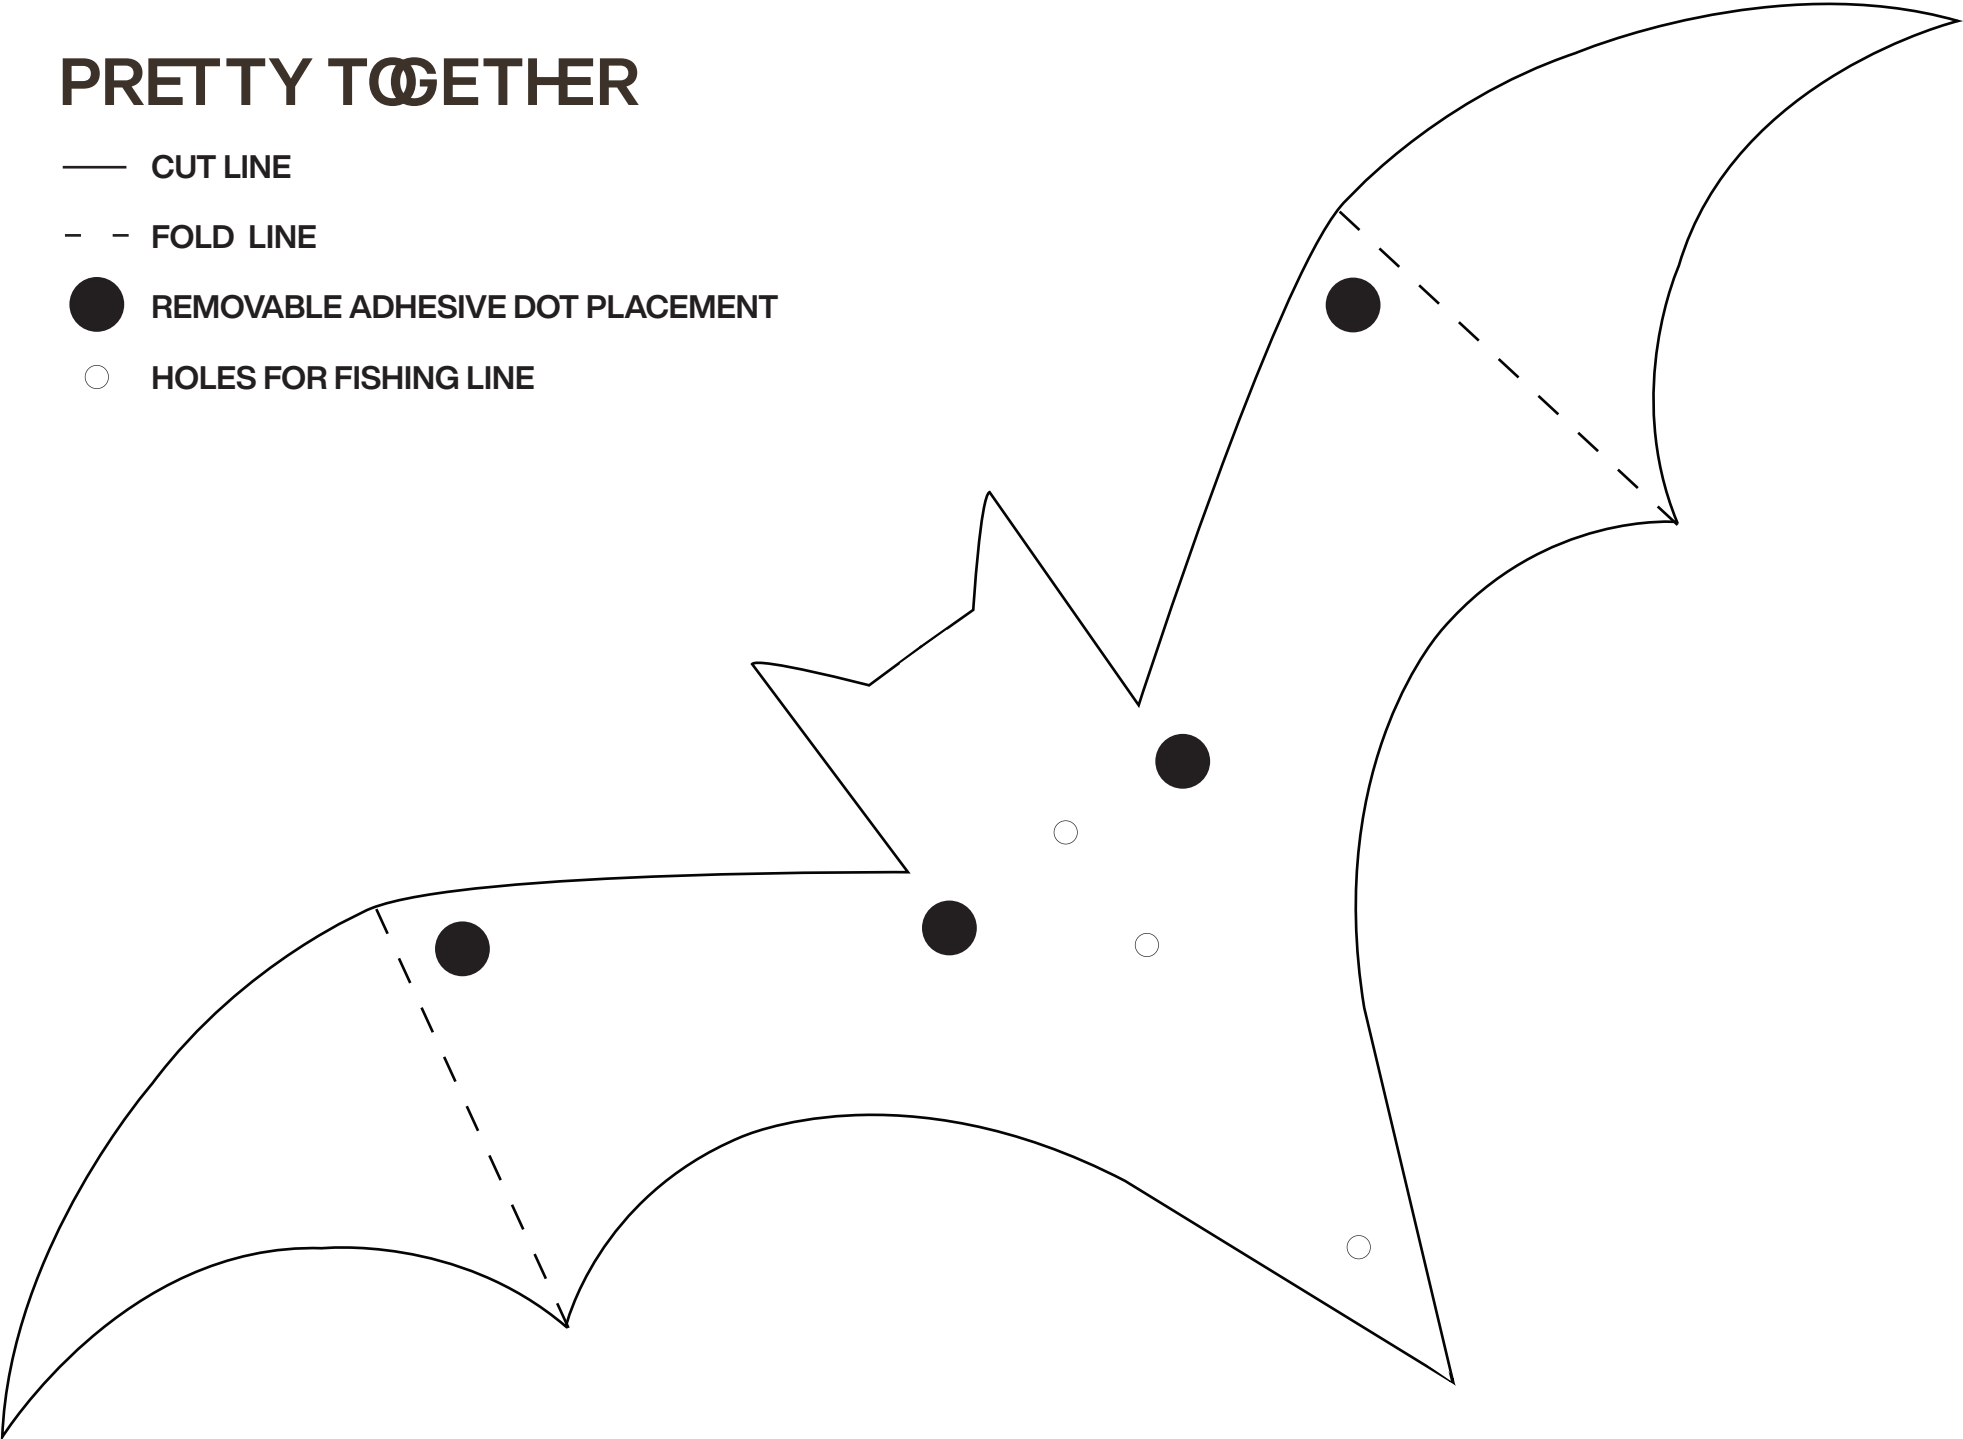 PRETTY TOGETHER
CUT LINE
FOLD LINE
REMOVABLE ADHESIVE DOT PLACEMENT
HOLES FOR FISHING LINE